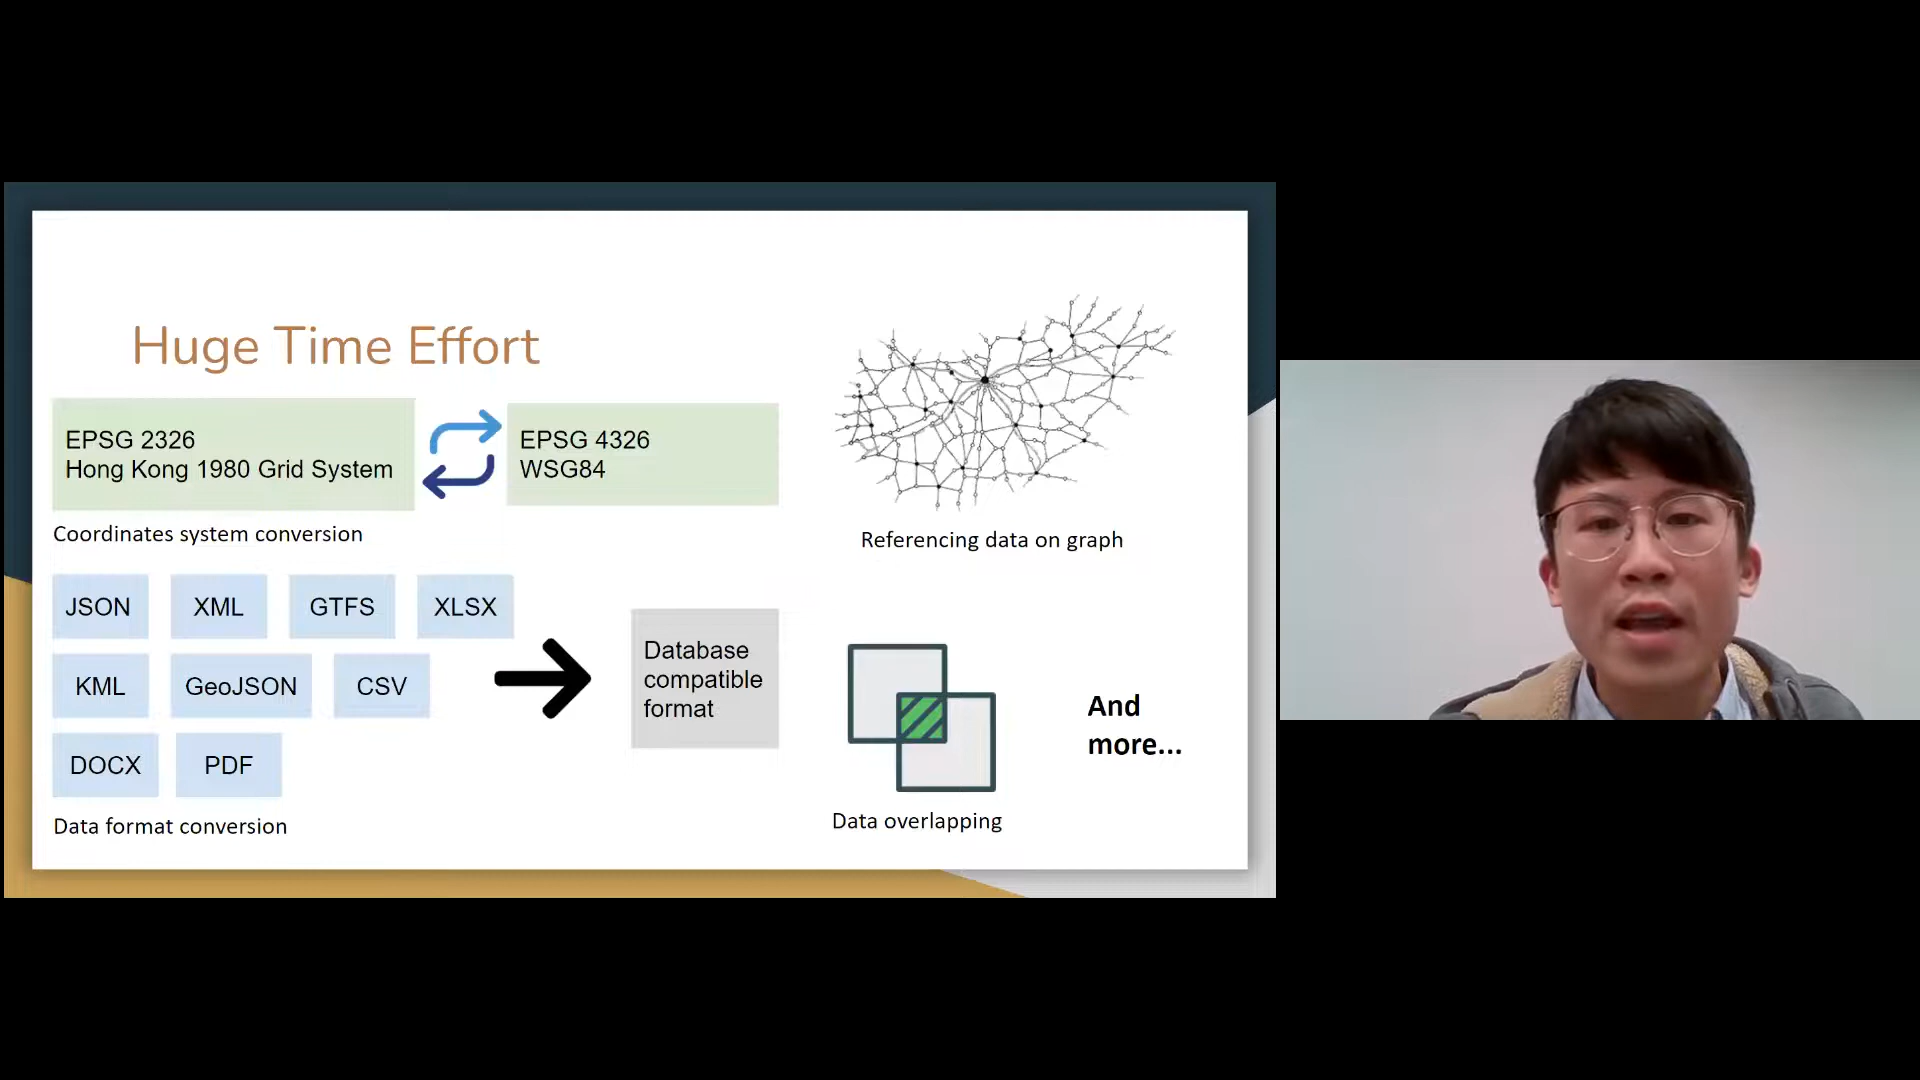 Huge Time Effort
EPSG 2326
Hong Kong 1980 Grid System
EPSG 4326
WSG84
Coordinates system conversion
Referencing data on graph
JSON
XML
GTFS
XLSX
KML
GeoJSON
CSV
DOCX
PDF
Database
compatible
format
Data format conversion
Data overlapping
And
more...